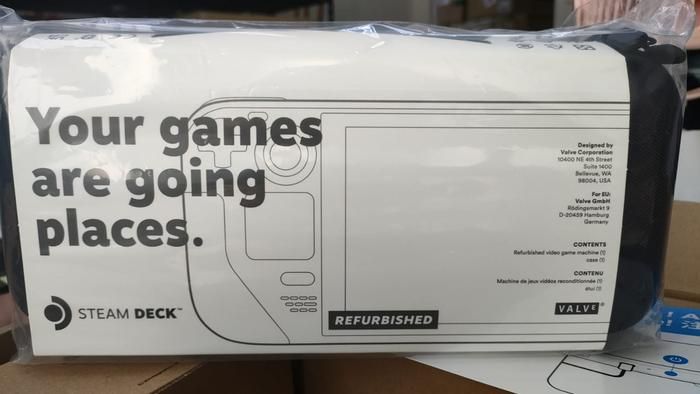 Your games
are going
places.
STEAM DECK™
REFURBISHED
Designed by
Valve Corporation
10400 NE 4th Street
Suite 1400
Bellevue, WA
98004, USA
For EU:
Valve GmbH
Rödingsmarkt 9
D-20459 Hamburg
Germany
CONTENTS
Refurbished video game machine (1)
case (1)
CONTENU
Machine de jeux vidéos reconditionnée (1)
étui (1)
VALVE®